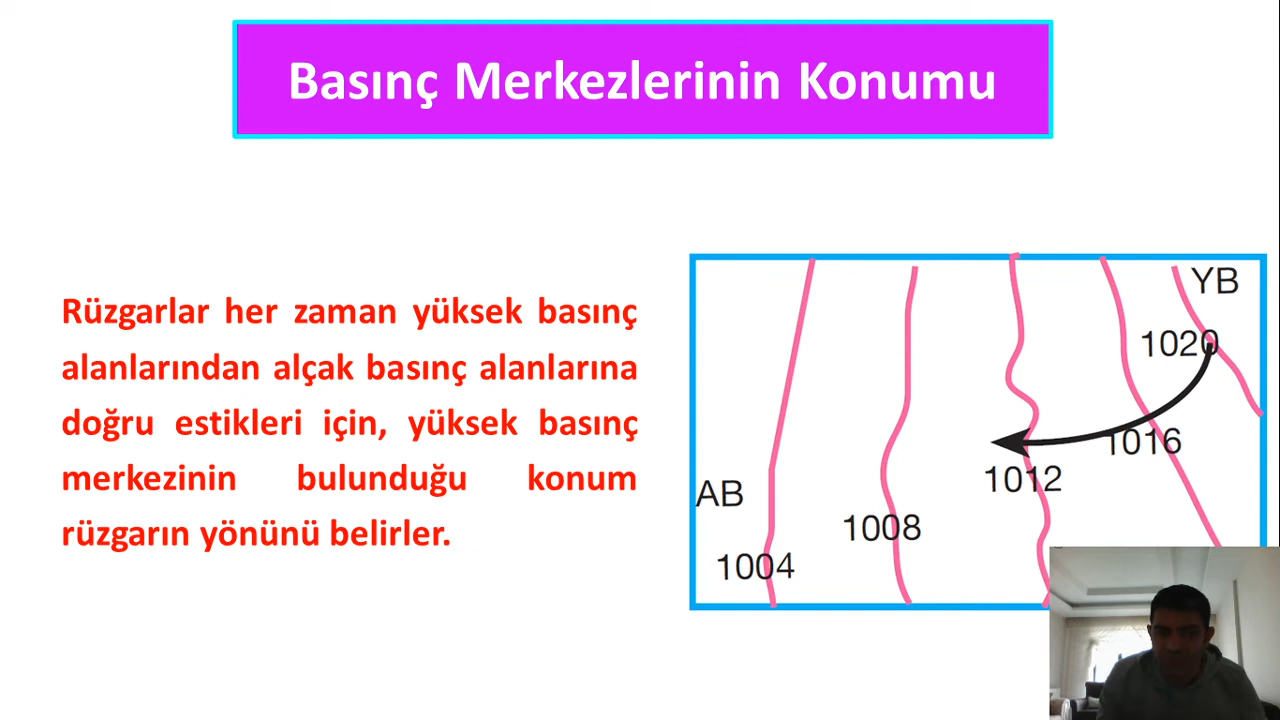 Basınç Merkezlerinin Konumu
Rüzgarlar her zaman yüksek basınç
alanlarından alçak basınç alanlarına
doğru estikleri için, yüksek basınç
merkezinin bulunduğu konum
rüzgarın yönünü belirler.
YB
1020
1016
1012
AB
1008
1004